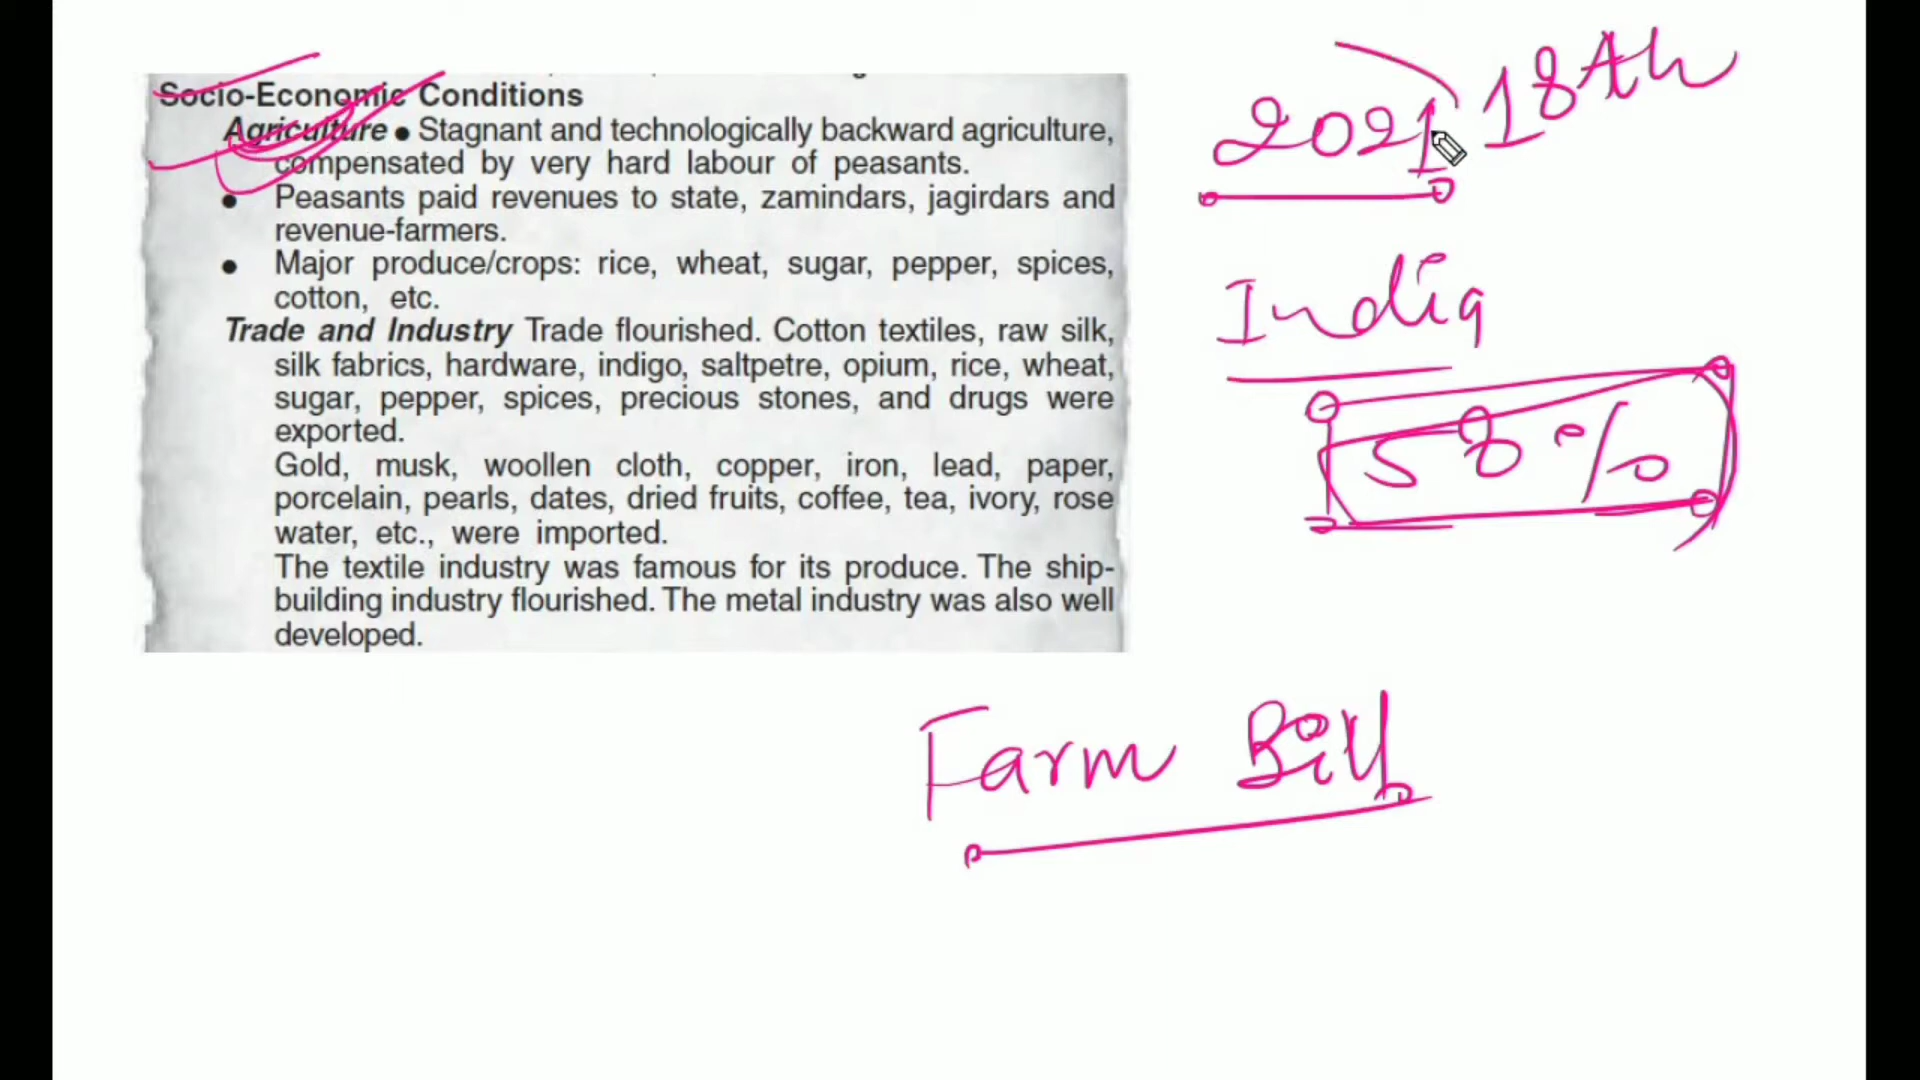 Socio-Economic Conditions
Agriculture ● Stagnant and technologically backward agriculture,
compensated by very hard labour of peasants.
● Peasants paid revenues to state, zamindars, jagirdars and
revenue-farmers.
● Major produce/crops: rice, wheat, sugar, pepper, spices,
cotton, etc.
Trade and Industry Trade flourished. Cotton textiles, raw silk,
silk fabrics, hardware, indigo, saltpetre, opium, rice, wheat,
sugar, pepper, spices, precious stones, and drugs were
exported.
Gold, musk, woollen cloth, copper, iron, lead, paper,
porcelain, pearls, dates, dried fruits, coffee, tea, ivory, rose
water, etc., were imported.
The textile industry was famous for its produce. The ship-
building industry flourished. The metal industry was also well
developed.
2021 18th
India
58%
Farm Bill